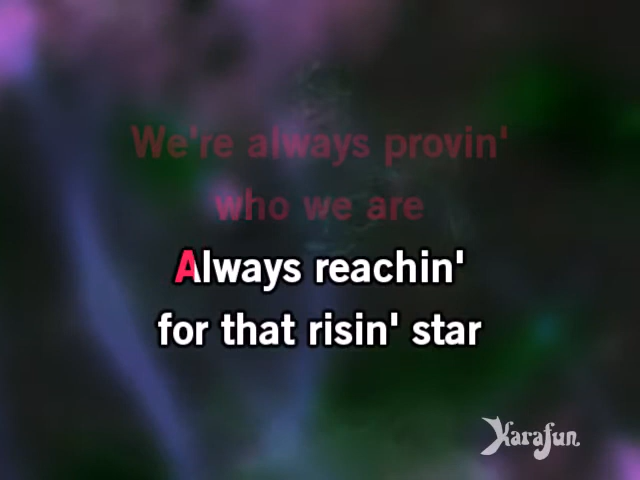 We're always provin'
who we are
Always reachin'
for that risin' star
Karafun